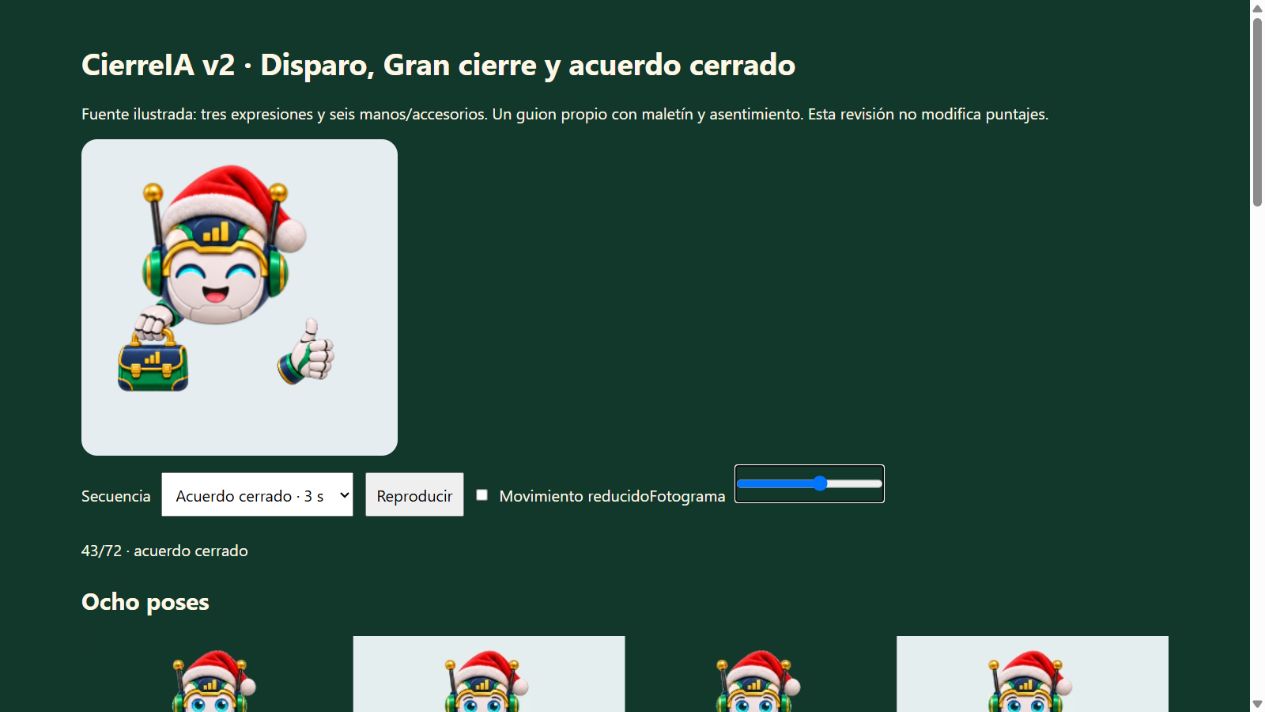 CierreIA v2 · Disparo, Gran cierre y acuerdo cerrado
Fuente ilustrada: tres expresiones y seis manos/accesorios. Un guion propio con maletín y asentimiento. Esta revisión no modifica puntajes.
Secuencia Acuerdo cerrado · 3 s Reproducir Movimiento reducidoFotograma
43/72 · acuerdo cerrado
Ocho poses